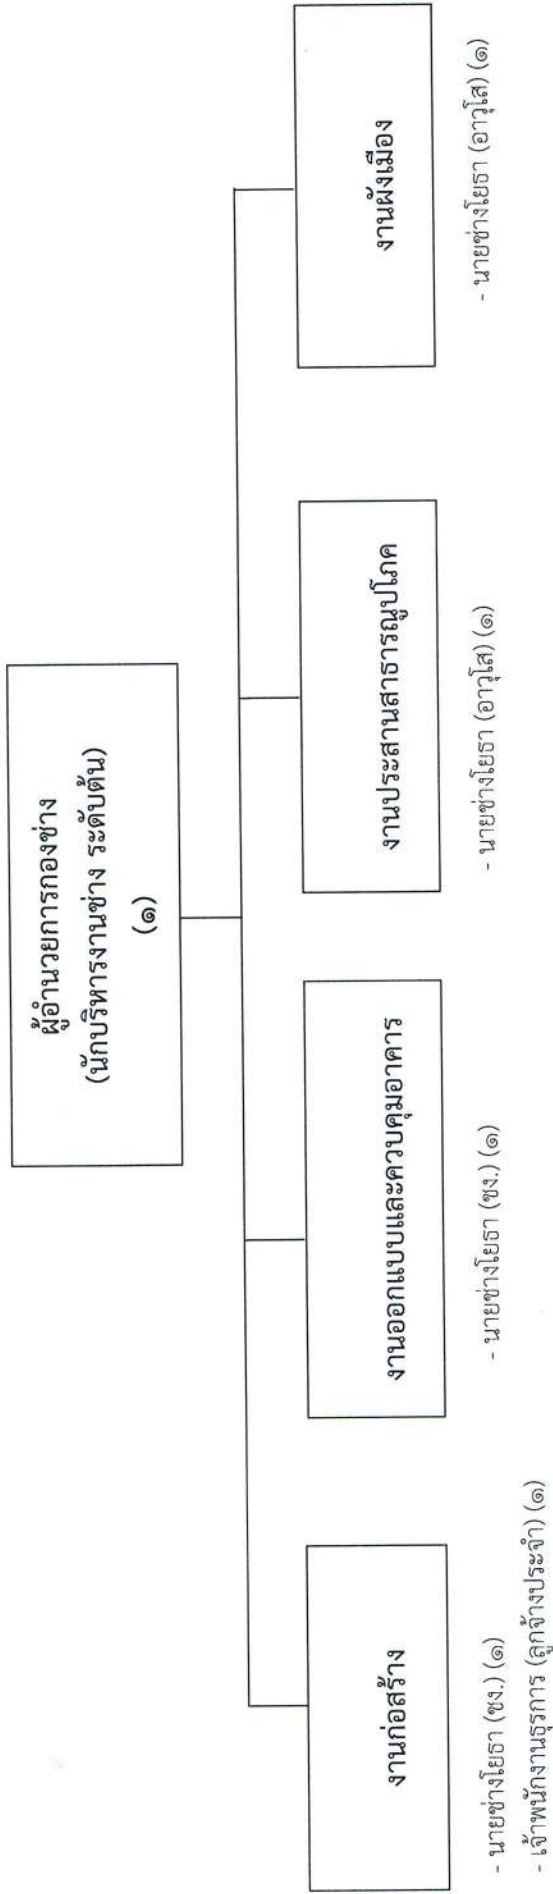 ผู้อำนวยการกองช่าง
(นักบริหารงานช่าง ระดับต้น)
(๑)
งานก่อสร้าง
- นายช่างโยธา (ชง.) (๑)
- เจ้าพนักงานธุรการ (ลูกจ้างประจำ) (๑)
งานออกแบบและควบคุมอาคาร
- นายช่างโยธา (ชง.) (๑)
งานประสานสาธารณูปโภค
- นายช่างโยธา (อาวุโส) (๑)
งานผังเมือง
- นายช่างโยธา (อาวุโส) (๑)